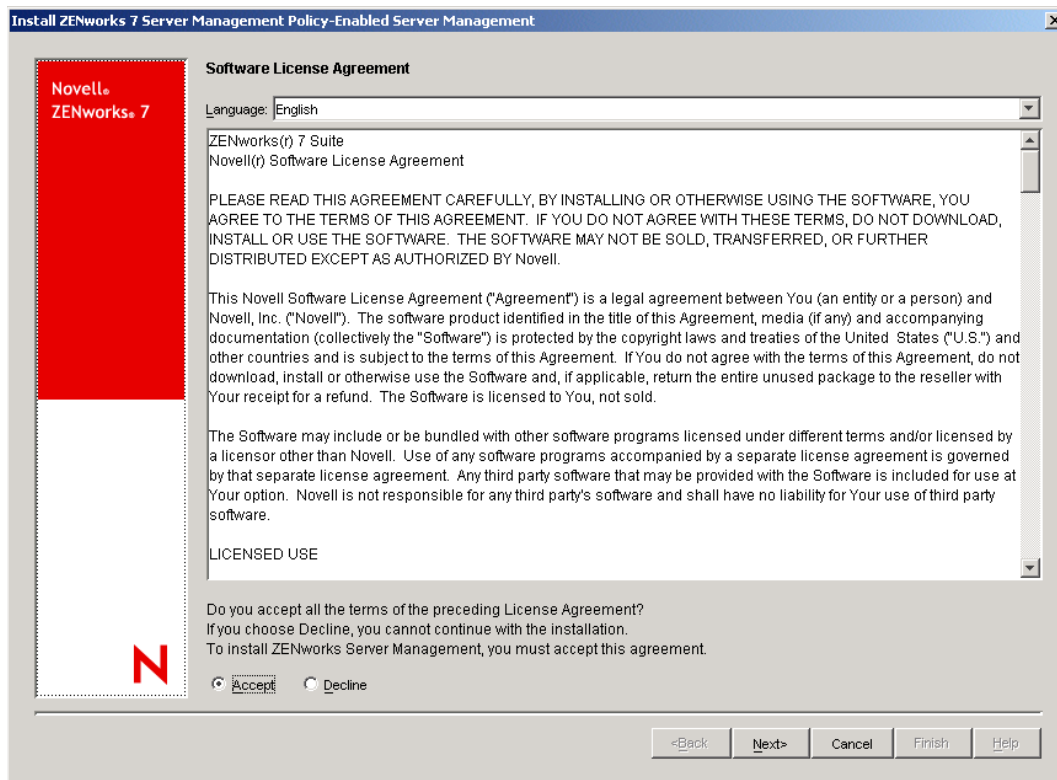 Install ZENworks 7 Server Management Policy-Enabled Server Management
Novell®
ZENworks® 7
Software License Agreement
Language: English
ZENworks(r) 7 Suite
Novell(r) Software License Agreement
PLEASE READ THIS AGREEMENT CAREFULLY, BY INSTALLING OR OTHERWISE USING THE SOFTWARE, YOU
AGREE TO THE TERMS OF THIS AGREEMENT.  IF YOU DO NOT AGREE WITH THESE TERMS, DO NOT DOWNLOAD,
INSTALL OR USE THE SOFTWARE.  THE SOFTWARE MAY NOT BE SOLD, TRANSFERRED, OR FURTHER
DISTRIBUTED EXCEPT AS AUTHORIZED BY Novell.
This Novell Software License Agreement ("Agreement") is a legal agreement between You (an entity or a person) and
Novell, Inc. ("Novell").  The software product identified in the title of this Agreement, media (if any) and accompanying
documentation (collectively the "Software") is protected by the copyright laws and treaties of the United  States ("U.S.") and
other countries and is subject to the terms of this Agreement.  If You do not agree with the terms of this Agreement, do not
download, install or otherwise use the Software and, if applicable, return the entire unused package to the reseller with
Your receipt for a refund.  The Software is licensed to You, not sold.
The Software may include or be bundled with other software programs licensed under different terms and/or licensed by
a licensor other than Novell.  Use of any software programs accompanied by a separate license agreement is governed
by that separate license agreement.  Any third party software that may be provided with the Software is included for use at
Your option.  Novell is not responsible for any third party's software and shall have no liability for Your use of third party
software.
LICENSED USE
Do you accept all the terms of the preceding License Agreement?
If you choose Decline, you cannot continue with the installation.
To install ZENworks Server Management, you must accept this agreement.
N
Accept Decline
<Back Next> Cancel Finish Help